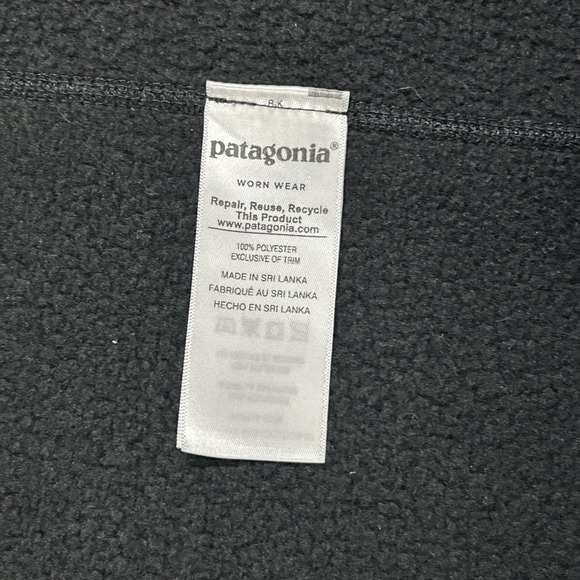 R.K
patagonia®
WORN WEAR
Repair, Reuse, Recycle
This Product
www.patagonia.com
100% POLYESTER
EXCLUSIVE OF TRIM
MADE IN SRI LANKA
FABRIQUÉ AU SRI LANKA
HECHO EN SRI LANKA